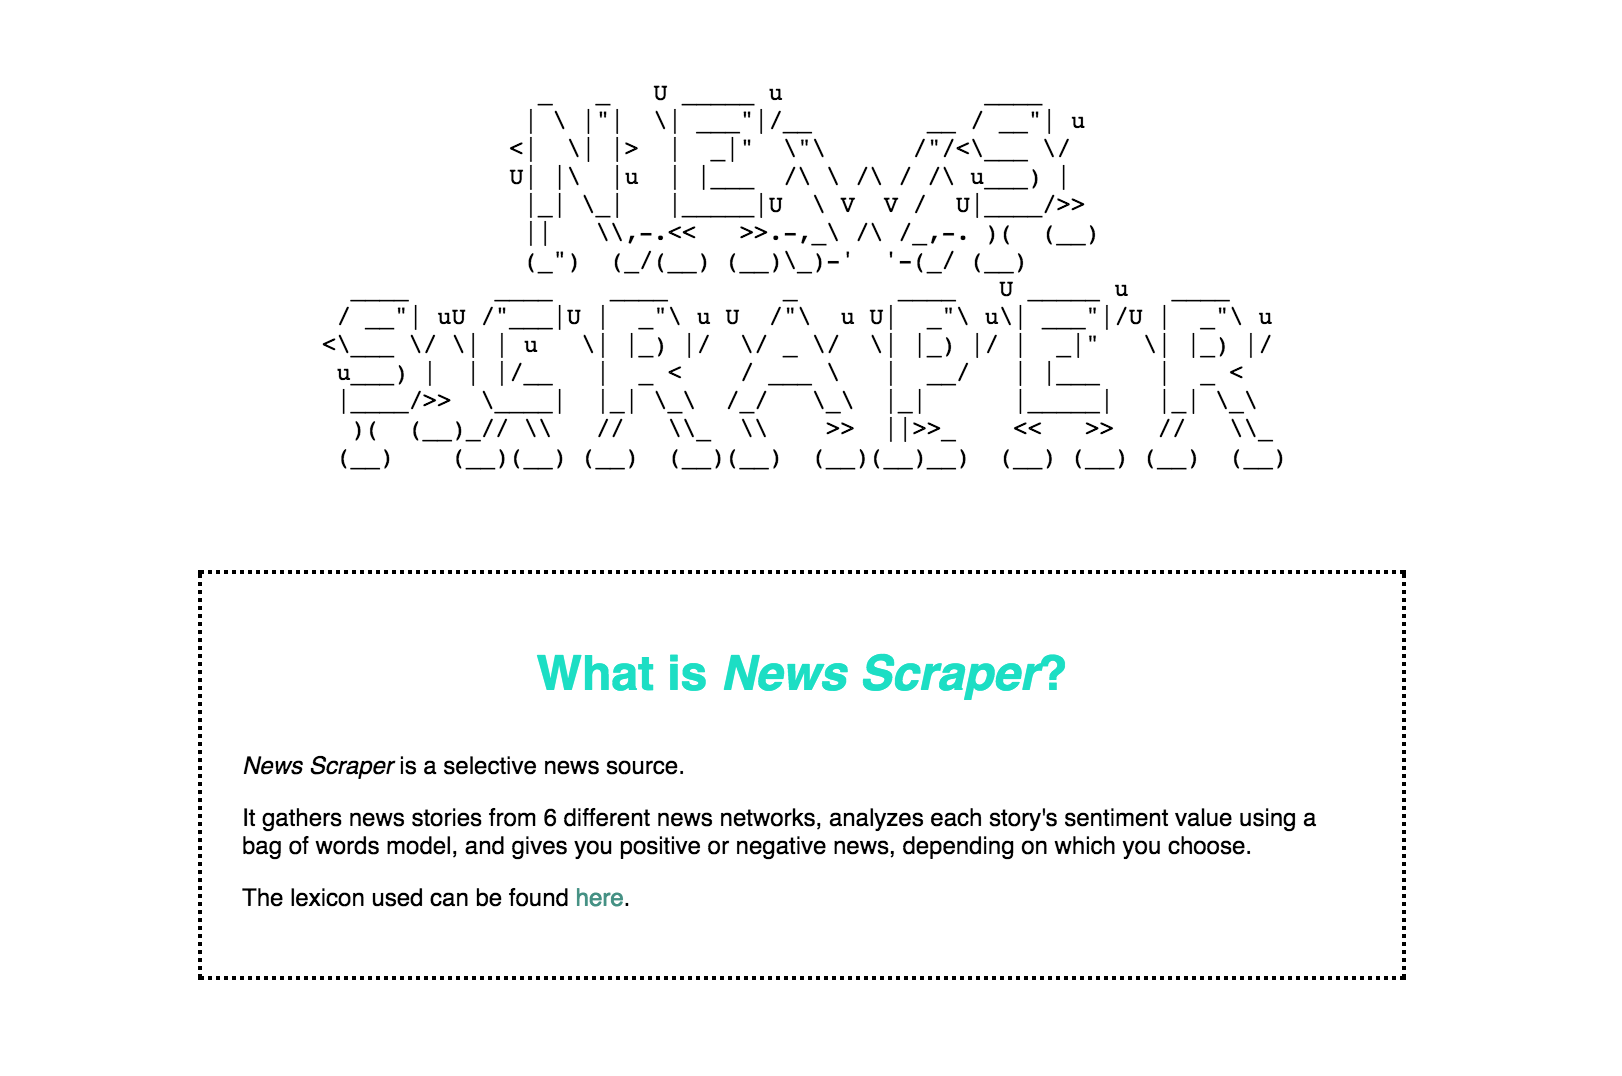 NEWS
SCRAPER
What is News Scraper?
News Scraper is a selective news source.
It gathers news stories from 6 different news networks, analyzes each story's sentiment value using a
bag of words model, and gives you positive or negative news, depending on which you choose.
The lexicon used can be found here.